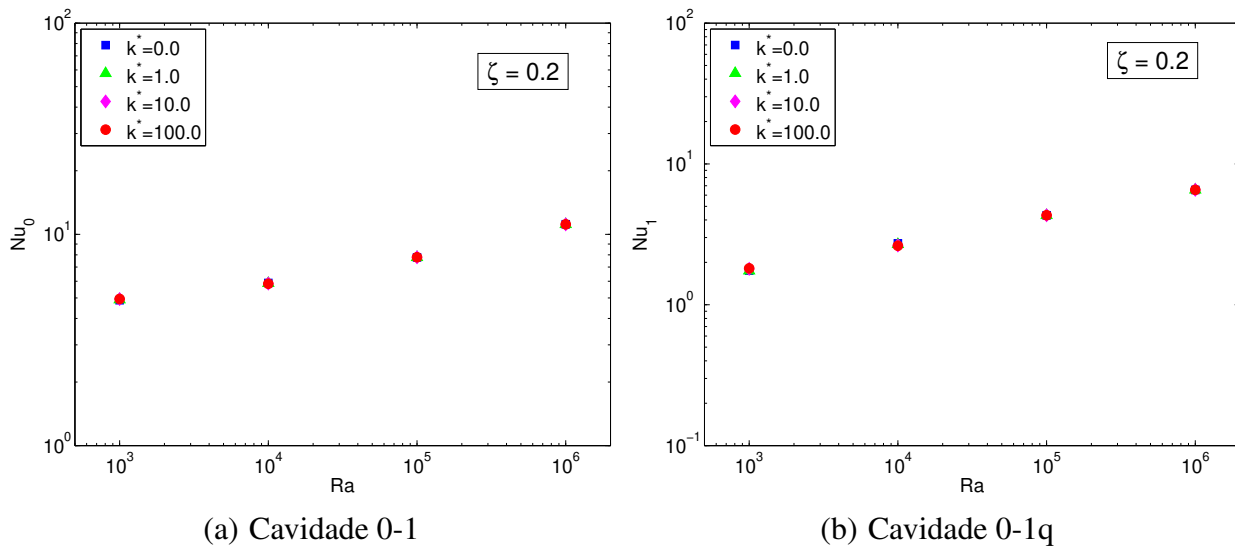 10²
k*=0.0
k*=1.0
k*=10.0
k*=100.0
ζ = 0.2
10¹
10⁰
Nu₀
10³ 10⁴ 10⁵ 10⁶
Ra
(a) Cavidade 0-1
10²
k*=0.0
k*=1.0
k*=10.0
k*=100.0
ζ = 0.2
10¹
10⁰
10⁻¹
Nu₁
10³ 10⁴ 10⁵ 10⁶
Ra
(b) Cavidade 0-1q